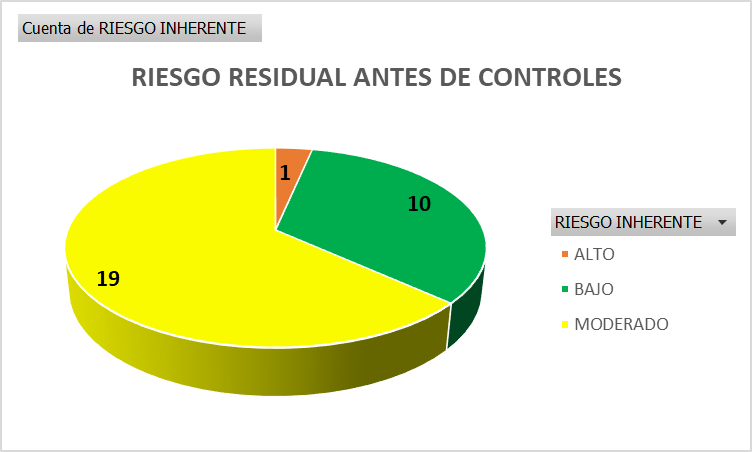 Cuenta de RIESGO INHERENTE
RIESGO RESIDUAL ANTES DE CONTROLES
1
10
19
RIESGO INHERENTE
ALTO
BAJO
MODERADO